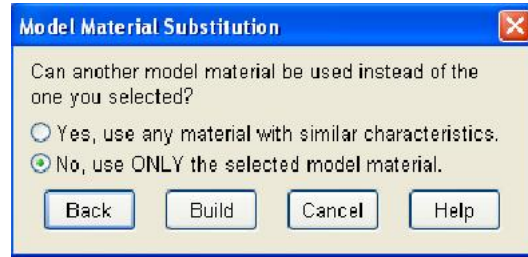 Model Material Substitution
Can another model material be used instead of the
one you selected?
Yes, use any material with similar characteristics.
No, use ONLY the selected model material.
Back Build Cancel Help